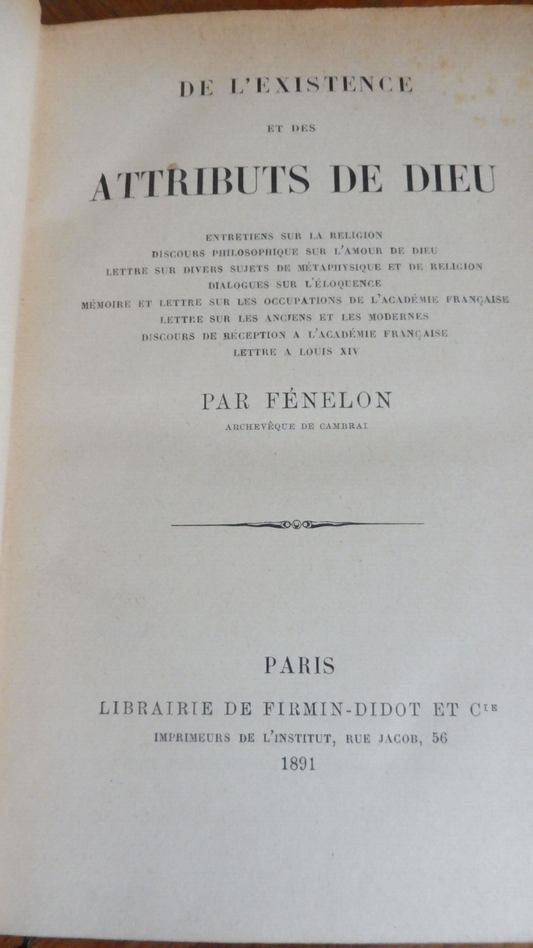 DE L'EXISTENCE
ET DES
ATTRIBUTS DE DIEU
ENTRETIENS SUR LA RELIGION
DISCOURS PHILOSOPHIQUE SUR L'AMOUR DE DIEU
LETTRE SUR DIVERS SUJETS DE MÉTAPHYSIQUE ET DE RELIGION
DIALOGUES SUR L'ÉLOQUENCE
MÉMOIRE ET LETTRE SUR LES OCCUPATIONS DE L'ACADÉMIE FRANÇAISE
LETTRE SUR LES ANCIENS ET LES MODERNES
DISCOURS DE RÉCEPTION A L'ACADÉMIE FRANÇAISE
LETTRE A LOUIS XIV
PAR FÉNELON
ARCHEVÊQUE DE CAMBRAI
PARIS
LIBRAIRIE DE FIRMIN-DIDOT ET CIE
IMPRIMEURS DE L'INSTITUT, RUE JACOB, 56
1891